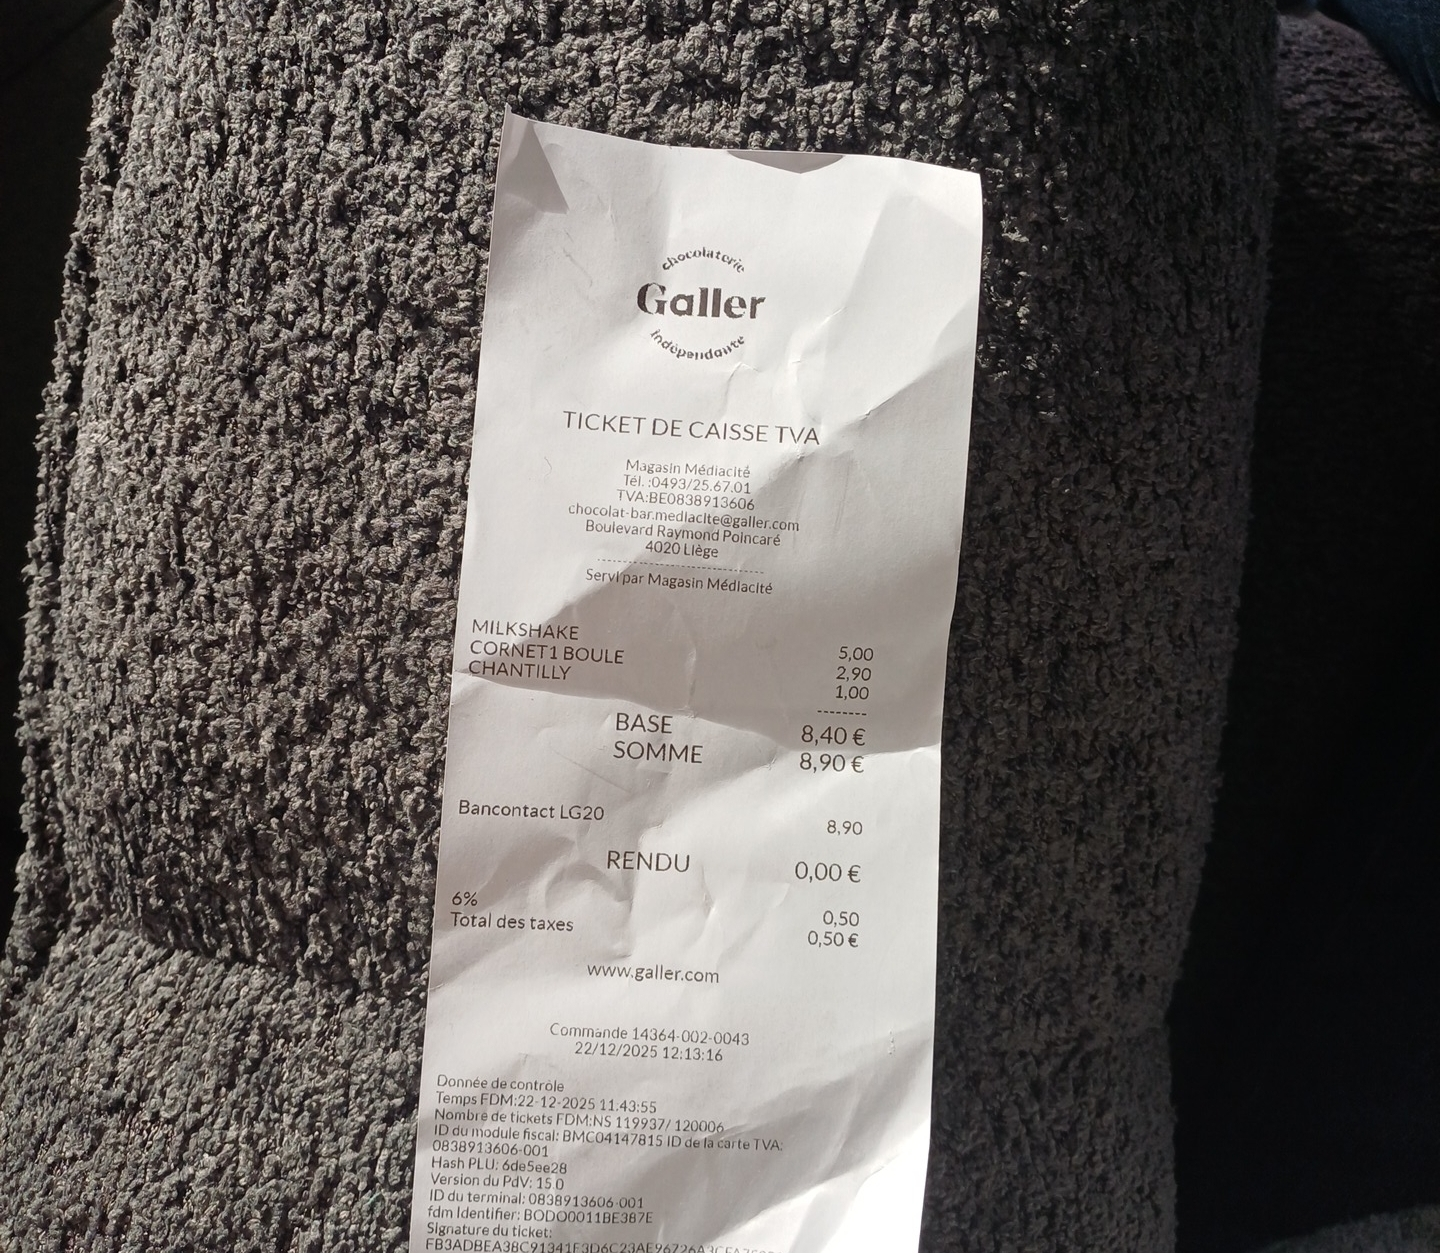 chocolaterie
Galler
indépendante
TICKET DE CAISSE TVA
Magasin Médiacité
Tél. :0493/25.67.01
TVA:BE0838913606
chocolat-bar.mediacite@galler.com
Boulevard Raymond Poincaré
4020 Liège
Servi par Magasin Médiacité
MILKSHAKE 5,00
CORNET1 BOULE 2,90
CHANTILLY 1,00
BASE 8,40 €
SOMME 8,90 €
Bancontact LG20 8,90
RENDU 0,00 €
6% 0,50
Total des taxes 0,50 €
www.galler.com
Commande 14364-002-0043
22/12/2025 12:13:16
Donnée de contrôle
Temps FDM:22-12-2025 11.43:55
Nombre de tickets FDM:NS 119937/ 120006
ID du module fiscal: BMC04147815 ID de la carte TVA:
0838913606-001
Hash PLU: 6de5ee28
Version du PdV: 15.0
ID du terminal: 0838913606-001
fdm Identifier: BODO0011BE387E
Signature du ticket: